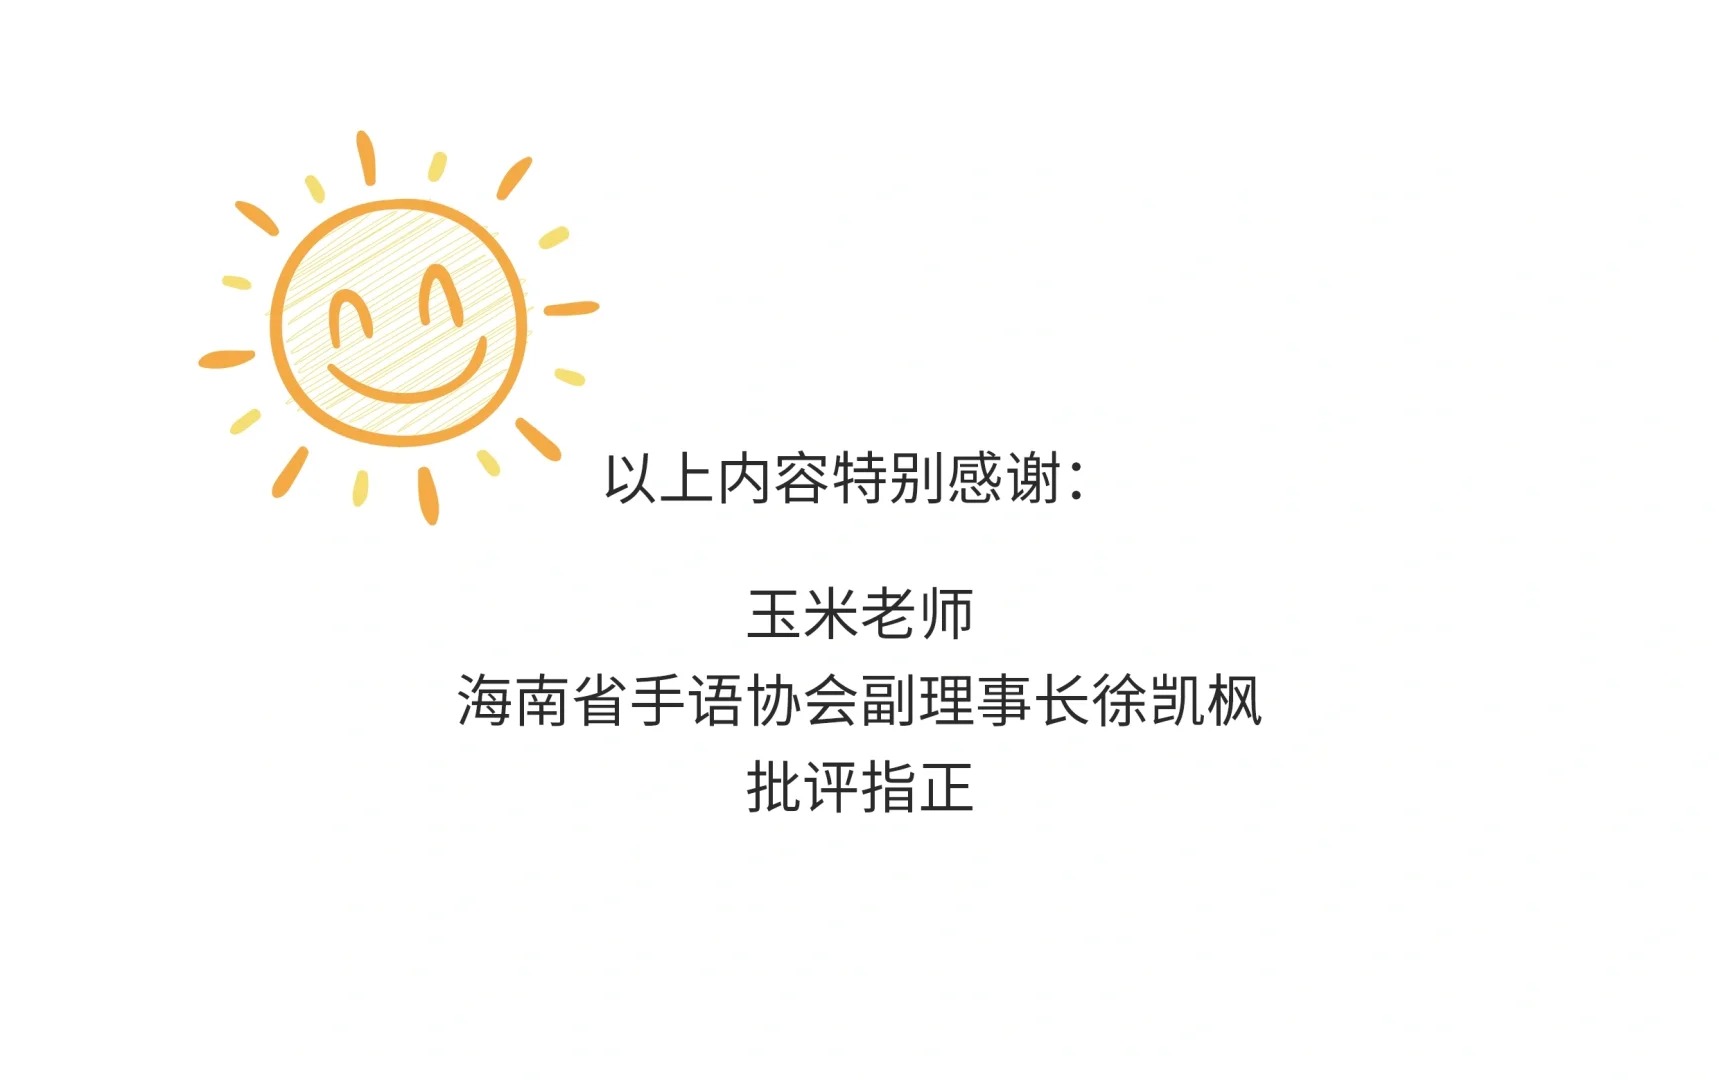 以上内容特别感谢：
玉米老师
海南省手语协会副理事长徐凯枫
批评指正